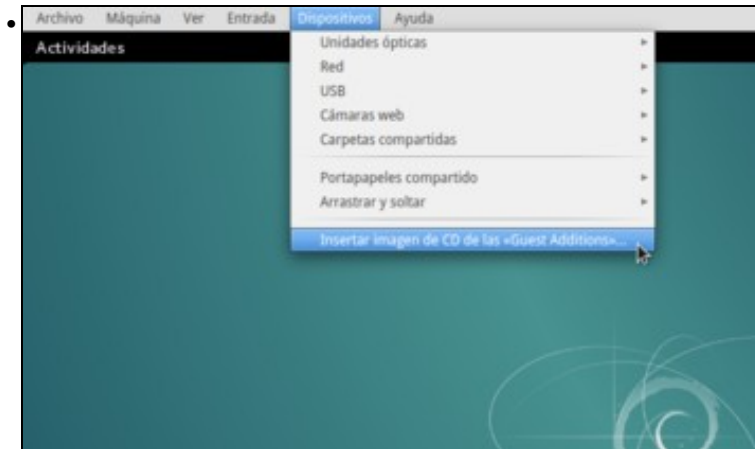 Archivo Máquina Ver Entrada Dispositivos Ayuda
Actividades
Unidades ópticas
Red
USB
Cámaras web
Carpetas compartidas
Portapapeles compartido
Arrastrar y soltar
Insertar imagen de CD de las «Guest Additions»...